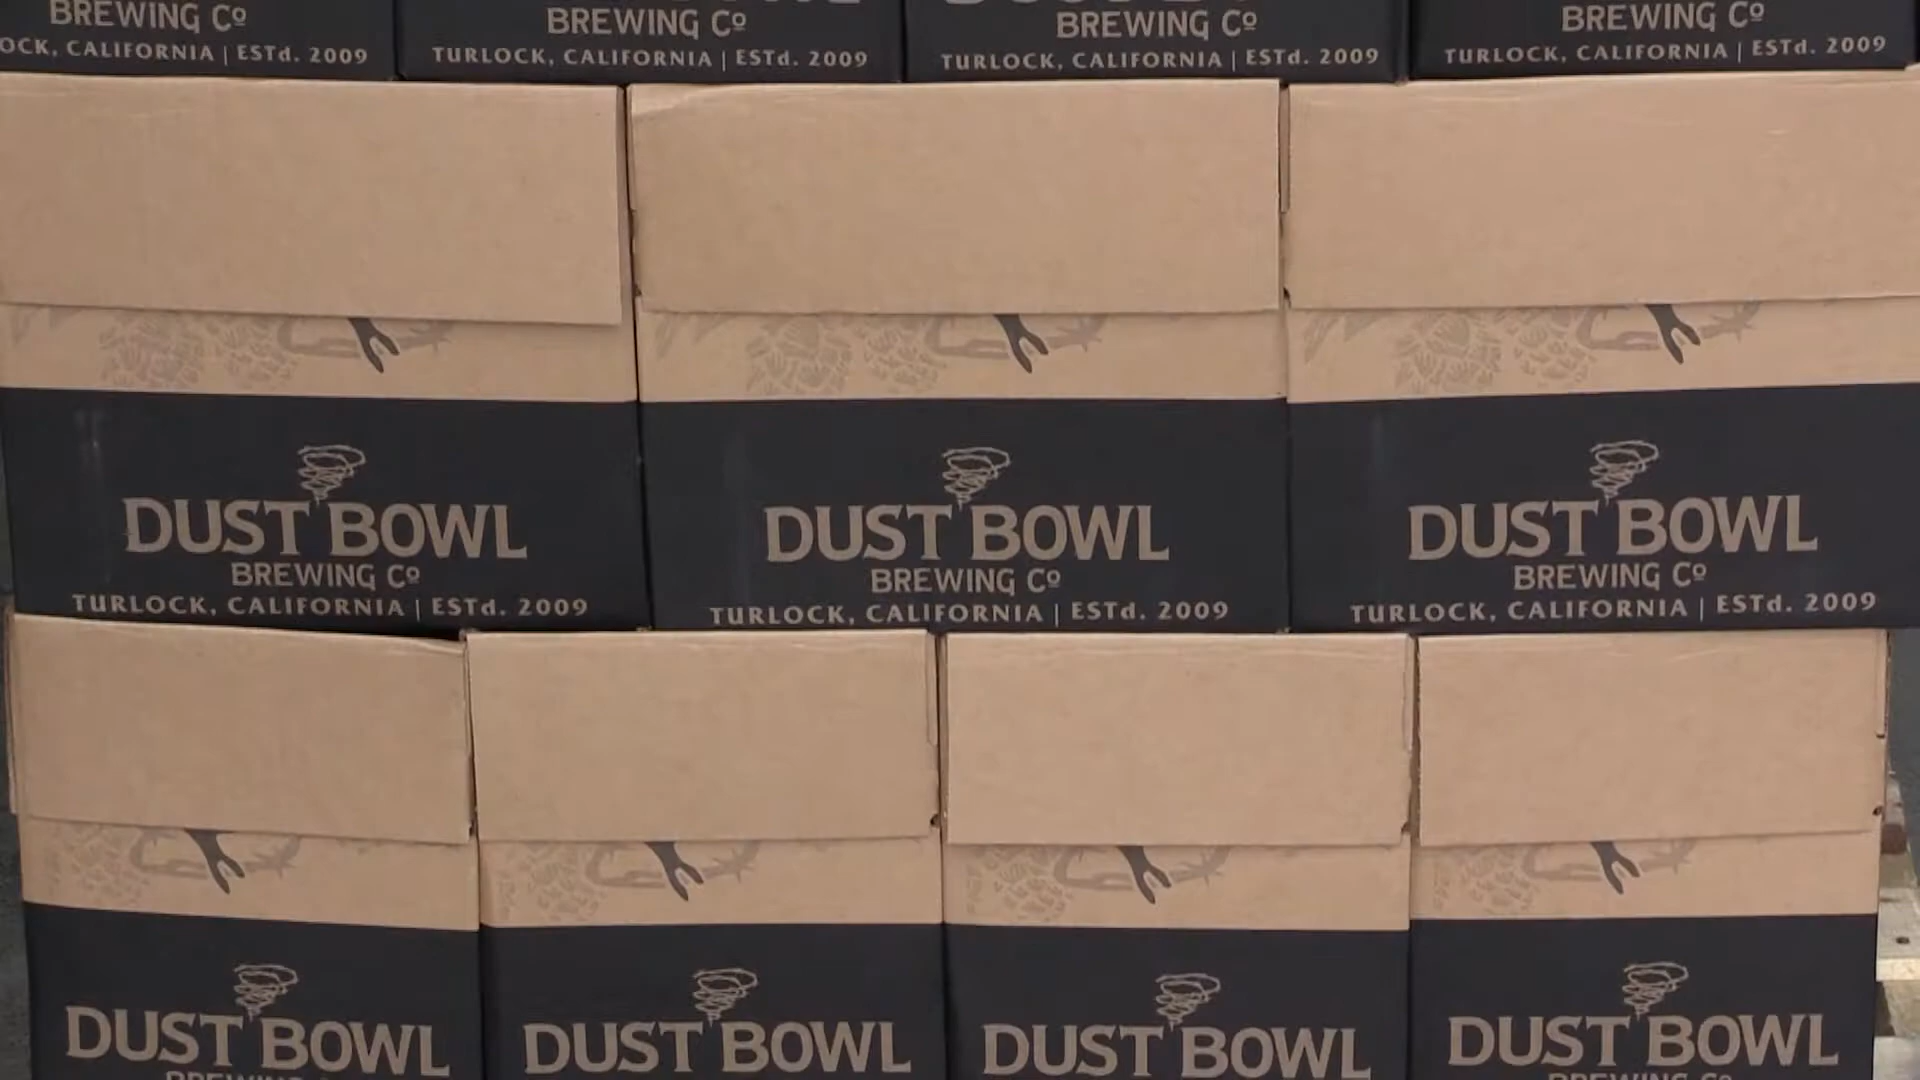 BREWING Cº
OCK, CALIFORNIA | ESTd. 2009
BREWING Cº
TURLOCK, CALIFORNIA | ESTd. 2009
BREWING Cº
TURLOCK, CALIFORNIA | ESTd. 2009
BREWING Cº
TURLOCK, CALIFORNIA | ESTd. 2009
DUST BOWL
BREWING Cº
TURLOCK, CALIFORNIA | ESTd. 2009
DUST BOWL
BREWING Cº
TURLOCK, CALIFORNIA | ESTd. 2009
DUST BOWL
BREWING Cº
TURLOCK, CALIFORNIA | ESTd. 2009
DUST BOWL
DUST BOWL
DUST BOWL
DUST BOWL
BREWING Cº